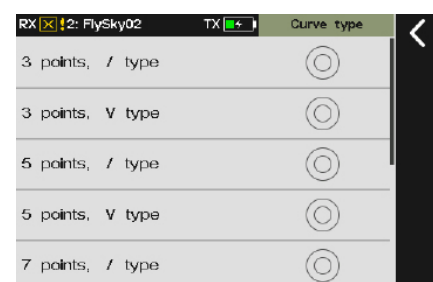 RX !2: FlySky02 TX Curve type
3 points, / type
3 points, V type
5 points, / type
5 points, V type
7 points, / type